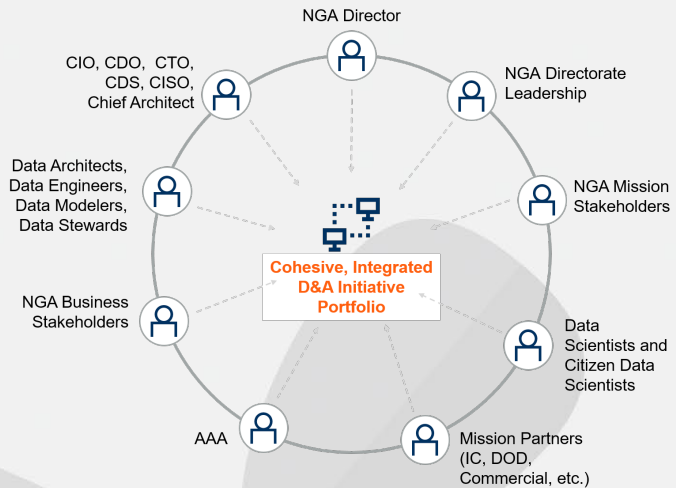 NGA Director
CIO, CDO, CTO,
CDS, CISO,
Chief Architect
NGA Directorate
Leadership
Data Architects,
Data Engineers,
Data Modelers,
Data Stewards
NGA Mission
Stakeholders
Cohesive, Integrated
D&A Initiative
Portfolio
NGA Business
Stakeholders
Data
Scientists and
Citizen Data
Scientists
AAA
Mission Partners
(IC, DOD,
Commercial, etc.)